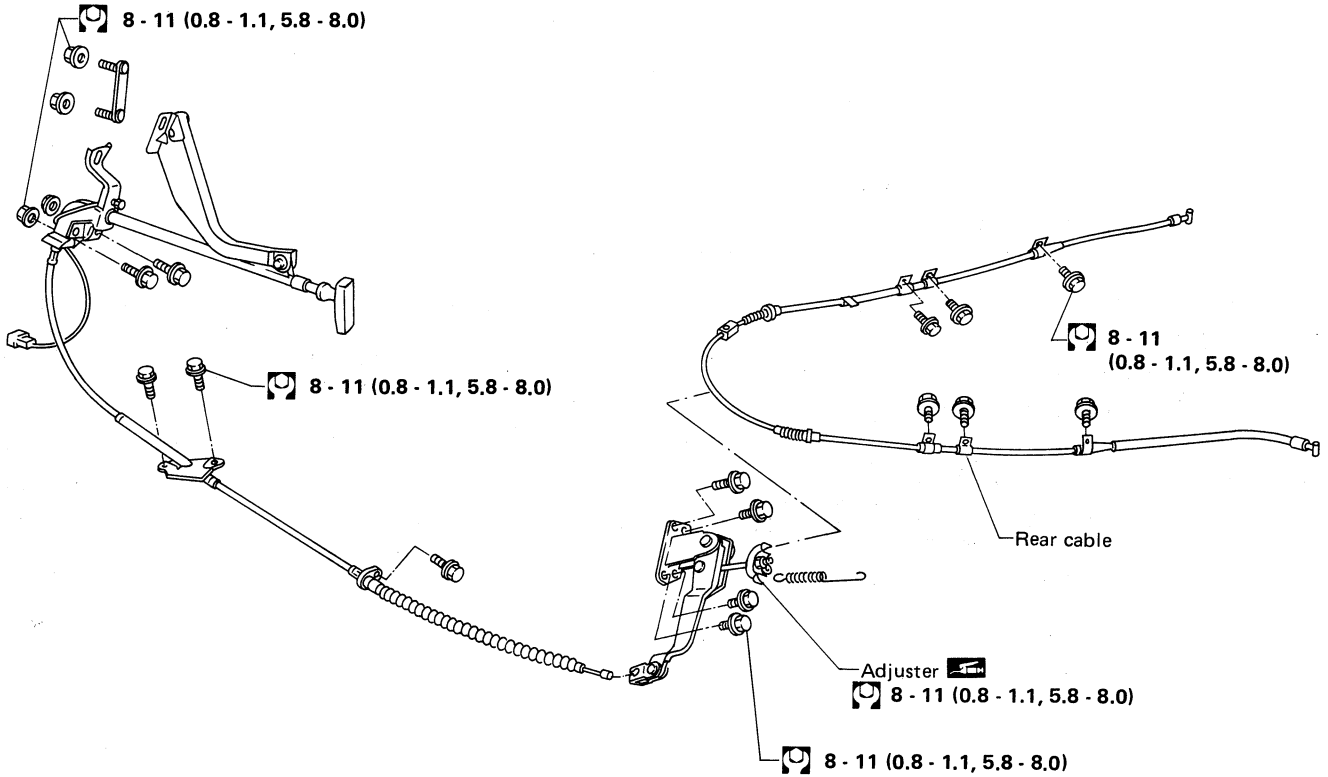 8 - 11 (0.8 - 1.1, 5.8 - 8.0)
8 - 11 (0.8 - 1.1, 5.8 - 8.0)
8 - 11
(0.8 - 1.1, 5.8 - 8.0)
Rear cable
Adjuster
8 - 11 (0.8 - 1.1, 5.8 - 8.0)
8 - 11 (0.8 - 1.1, 5.8 - 8.0)